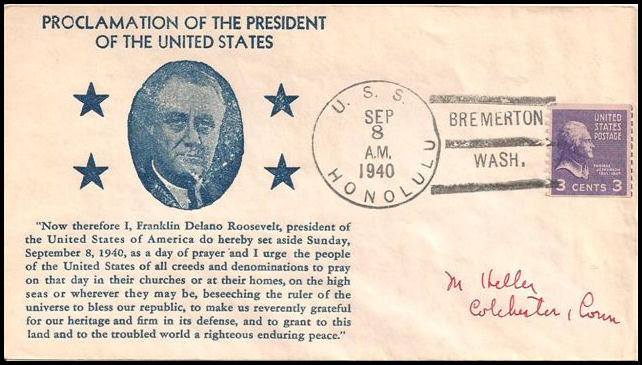 PROCLAMATION OF THE PRESIDENT
OF THE UNITED STATES
U. S. S.
SEP
8
A.M.
1940
HONOLULU
BREMERTON
WASH.
UNITED
STATES
POSTAGE
THOMAS
JEFFERSON
3 CENTS 3
"Now therefore I, Franklin Delano Roosevelt, president of
the United States of America do hereby set aside Sunday,
September 8, 1940, as a day of prayer and I urge the people
of the United States of all creeds and denominations to pray
on that day in their churches or at their homes, on the high
seas or wherever they may be, beseeching the ruler of the
universe to bless our republic, to make us reverently grateful
for our heritage and firm in its defense, and to grant to this
land and to the troubled world a righteous enduring peace."
M Heller
Colchester, Conn